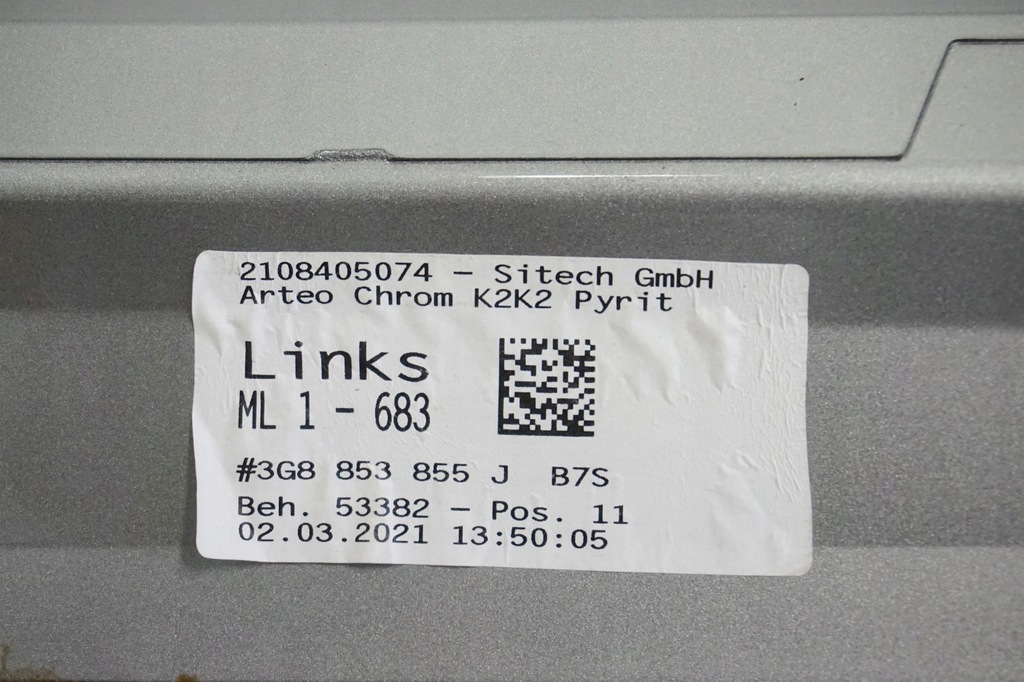 2108405074 – Sitech GmbH
Arteo Chrom K2K2 Pyrit
Links
ML 1 - 683
#3G8 853 855 J B7S
Beh. 53382 – Pos. 11
02.03.2021 13:50:05